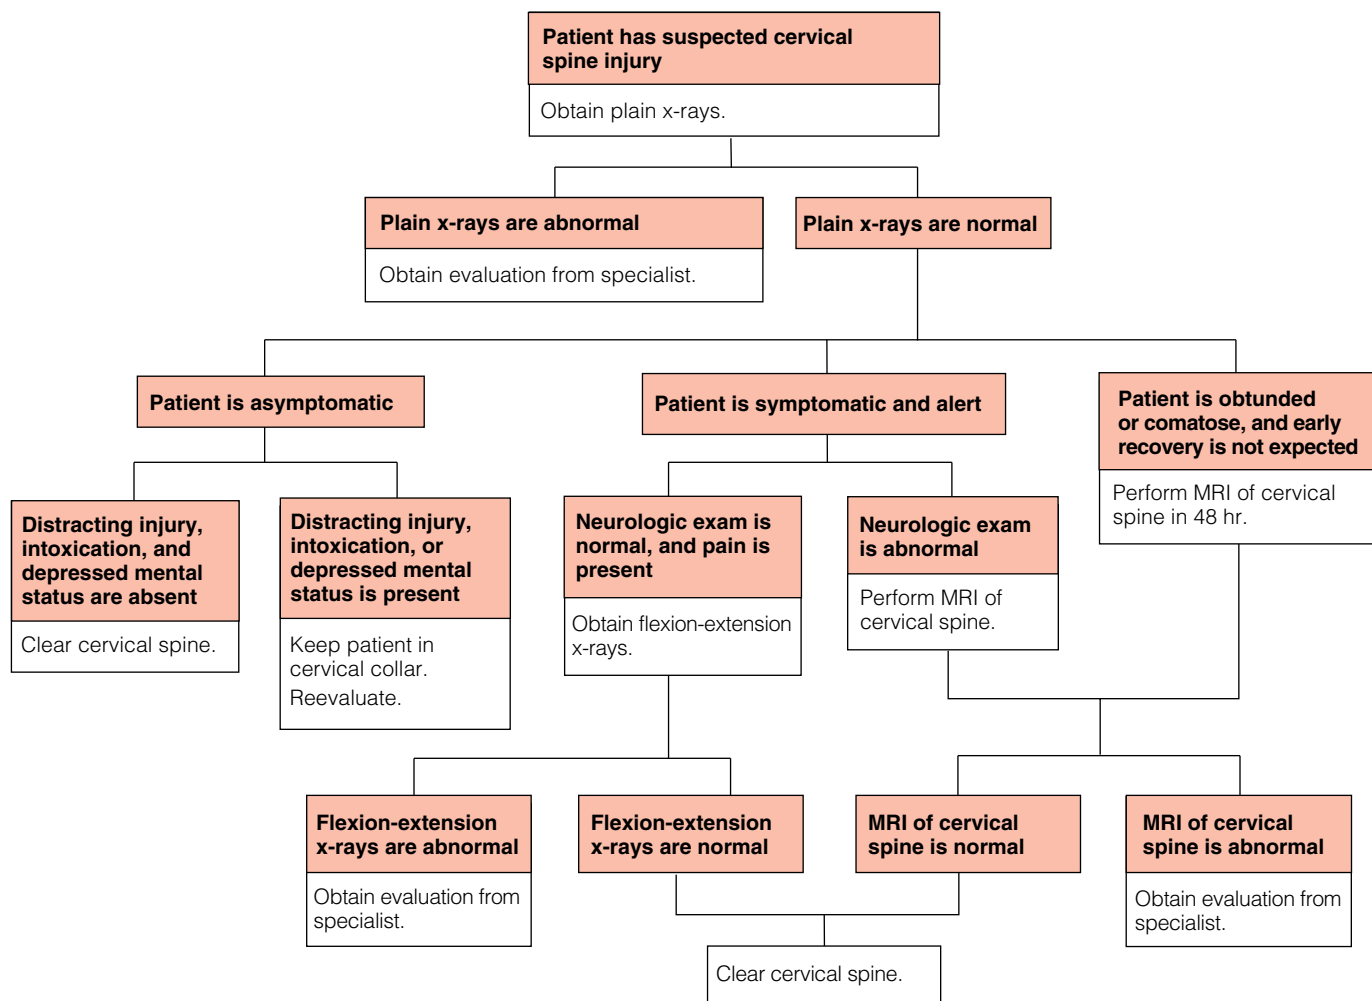 Patient has suspected cervical
spine injury
Obtain plain x-rays.
Plain x-rays are abnormal
Obtain evaluation from specialist.
Plain x-rays are normal
Patient is asymptomatic
Patient is symptomatic and alert
Patient is obtunded
or comatose, and early
recovery is not expected
Perform MRI of cervical
spine in 48 hr.
Distracting injury,
intoxication, and
depressed mental
status are absent
Clear cervical spine.
Distracting injury,
intoxication, or
depressed mental
status is present
Keep patient in
cervical collar.
Reevaluate.
Neurologic exam is
normal, and pain is
present
Obtain flexion-extension
x-rays.
Neurologic exam
is abnormal
Perform MRI of
cervical spine.
Flexion-extension
x-rays are abnormal
Obtain evaluation from
specialist.
Flexion-extension
x-rays are normal
MRI of cervical
spine is normal
MRI of cervical
spine is abnormal
Obtain evaluation from
specialist.
Clear cervical spine.